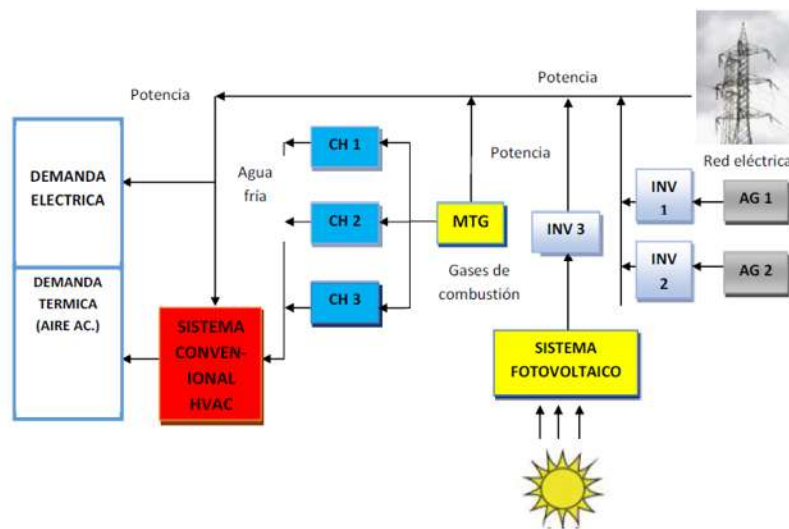 Potencia
Potencia
Red eléctrica
DEMANDA
ELECTRICA
Agua
fría
CH 1
CH 2
CH 3
MTG
Gases de
combustión
Potencia
INV 3
INV
1
AG 1
INV
2
AG 2
DEMANDA
TERMICA
(AIRE AC.)
SISTEMA
CONVEN-
IONAL
HVAC
SISTEMA
FOTOVOLTAICO